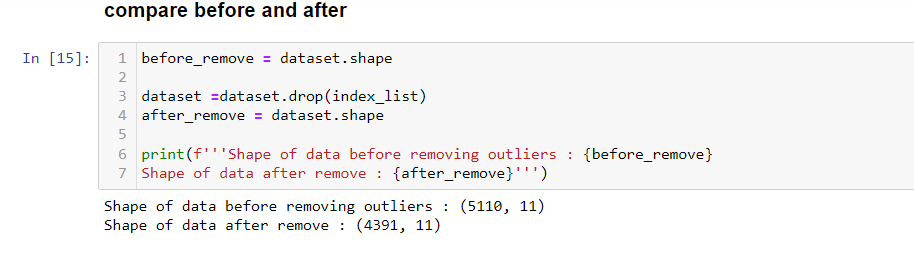 compare before and after
In [15]:
1 before_remove = dataset.shape
2
3 dataset =dataset.drop(index_list)
4 after_remove = dataset.shape
5
6 print(f'''Shape of data before removing outliers : {before_remove}
7 Shape of data after remove : {after_remove}''')
Shape of data before removing outliers : (5110, 11)
Shape of data after remove : (4391, 11)